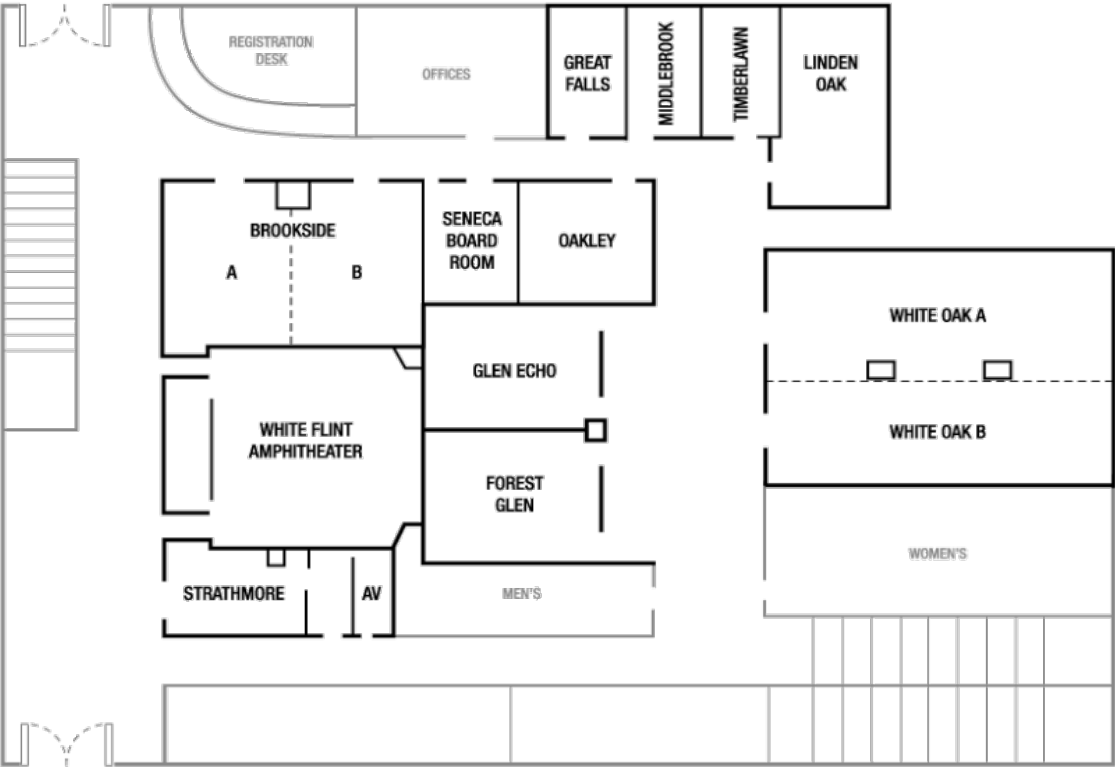 REGISTRATION
DESK
OFFICES
GREAT
FALLS
MIDDLEBROOK
TIMBERLAWN
LINDEN
OAK
BROOKSIDE
A
B
SENECA
BOARD
ROOM
OAKLEY
WHITE OAK A
GLEN ECHO
WHITE FLINT
AMPHITHEATER
WHITE OAK B
FOREST
GLEN
WOMEN'S
STRATHMORE
AV
MEN'S